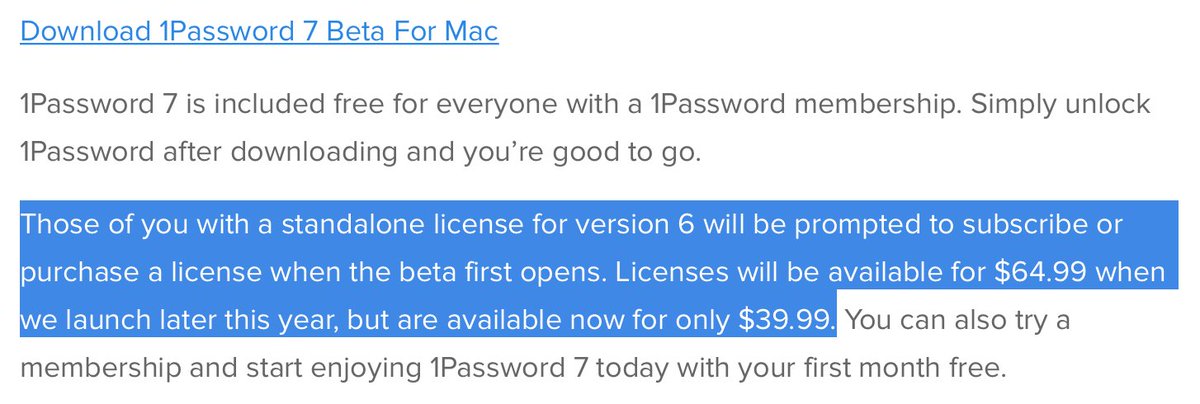 Download 1Password 7 Beta For Mac
1Password 7 is included free for everyone with a 1Password membership. Simply unlock
1Password after downloading and you’re good to go.
Those of you with a standalone license for version 6 will be prompted to subscribe or
purchase a license when the beta first opens. Licenses will be available for $64.99 when
we launch later this year, but are available now for only $39.99. You can also try a
membership and start enjoying 1Password 7 today with your first month free.